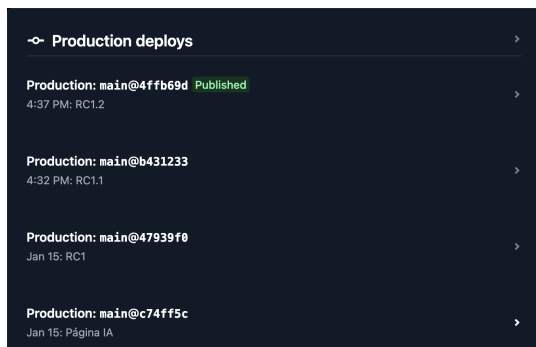 Production deploys
Production: main@4ffb69d Published
4:37 PM: RC1.2
Production: main@b431233
4:32 PM: RC1.1
Production: main@47939f0
Jan 15: RC1
Production: main@c74ff5c
Jan 15: Página IA